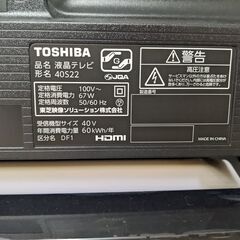 TOSHIBA
品名 液晶テレビ
形名 40S22
JQA
定格電圧 100V~
定格消費電力 67W
定格周波数 50/60Hz
東芝映像ソリューション株式会社
受信機型サイズ 40V
年間消費電力量 60kWh/年
区分名 DF1
HDMI
警告
高圧注意
MADE IN CHINA